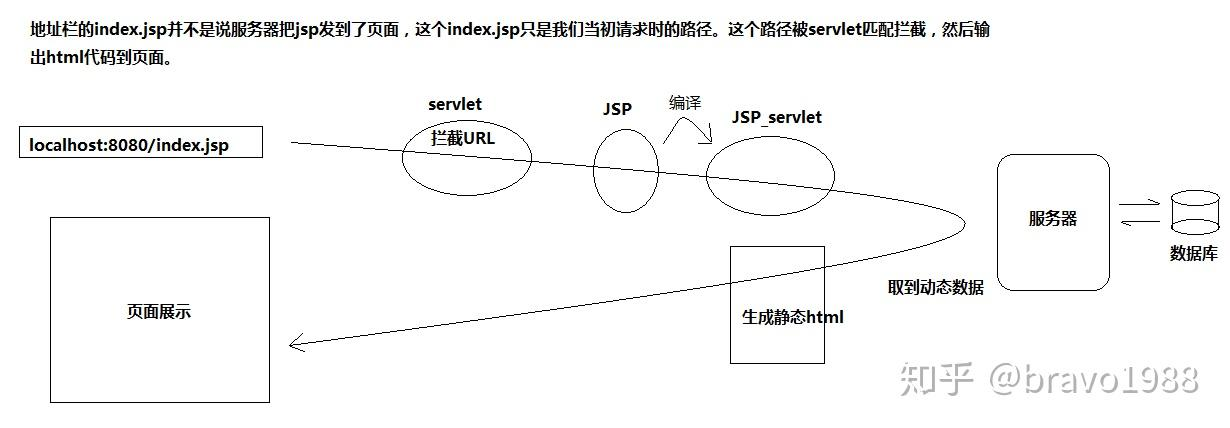 地址栏的index.jsp并不是说服务器把jsp发到了页面，这个index.jsp只是我们当初请求时的路径。这个路径被servlet匹配拦截，然后输
出html代码到页面。
servlet
JSP
编译
JSP_servlet
localhost:8080/index.jsp
拦截URL
服务器
数据库
取到动态数据
页面展示
生成静态html
知乎 @bravo1988